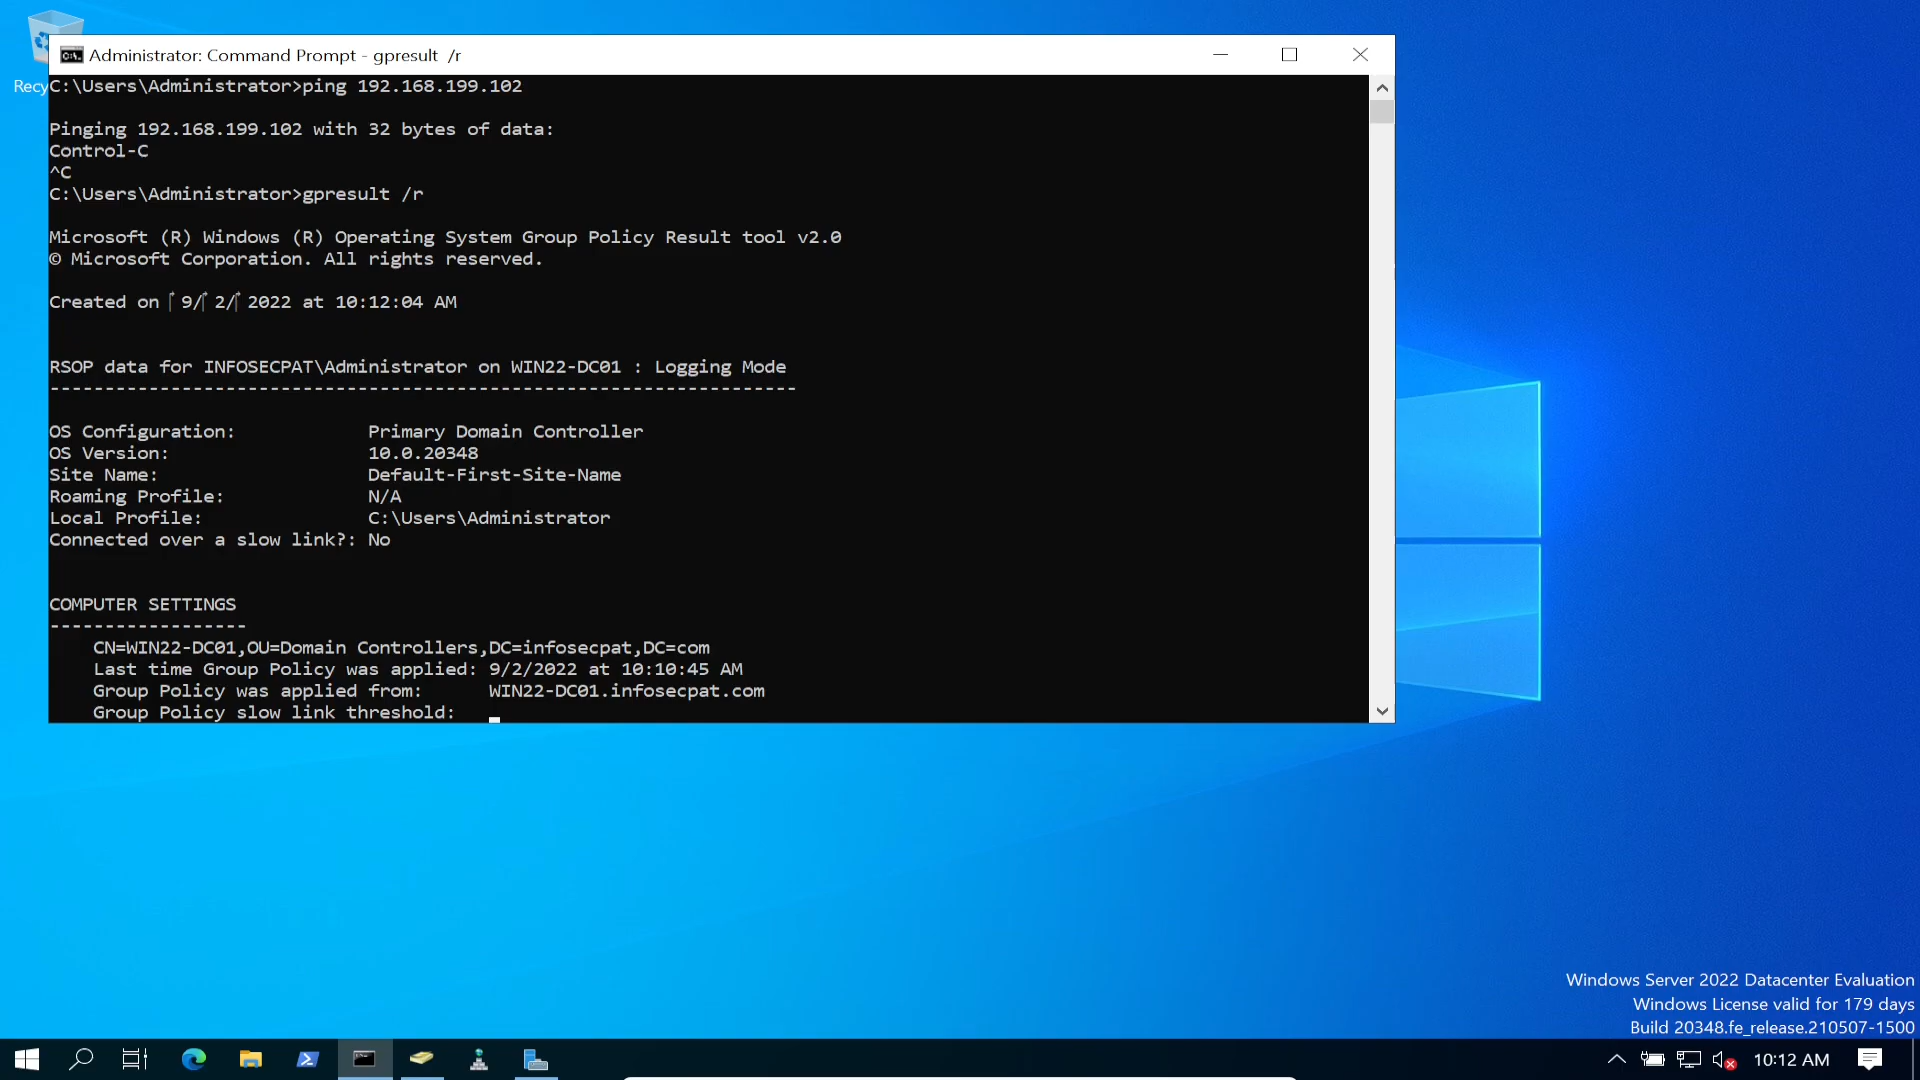 Administrator: Command Prompt - gpresult /r
Recy
C:\Users\Administrator>ping 192.168.199.102
Pinging 192.168.199.102 with 32 bytes of data:
Control-C
^C
C:\Users\Administrator>gpresult /r
Microsoft (R) Windows (R) Operating System Group Policy Result tool v2.0
© Microsoft Corporation. All rights reserved.
Created on 9/2/2022 at 10:12:04 AM
RSOP data for INFOSECPAT\Administrator on WIN22-DC01 : Logging Mode
--------------------------------------------------------------------
OS Configuration: Primary Domain Controller
OS Version: 10.0.20348
Site Name: Default-First-Site-Name
Roaming Profile: N/A
Local Profile: C:\Users\Administrator
Connected over a slow link?: No
COMPUTER SETTINGS
------------------
CN=WIN22-DC01,OU=Domain Controllers,DC=infosecpat,DC=com
Last time Group Policy was applied: 9/2/2022 at 10:10:45 AM
Group Policy was applied from: WIN22-DC01.infosecpat.com
Group Policy slow link threshold:
Windows Server 2022 Datacenter Evaluation
Windows License valid for 179 days
Build 20348.fe_release.210507-1500
10:12 AM